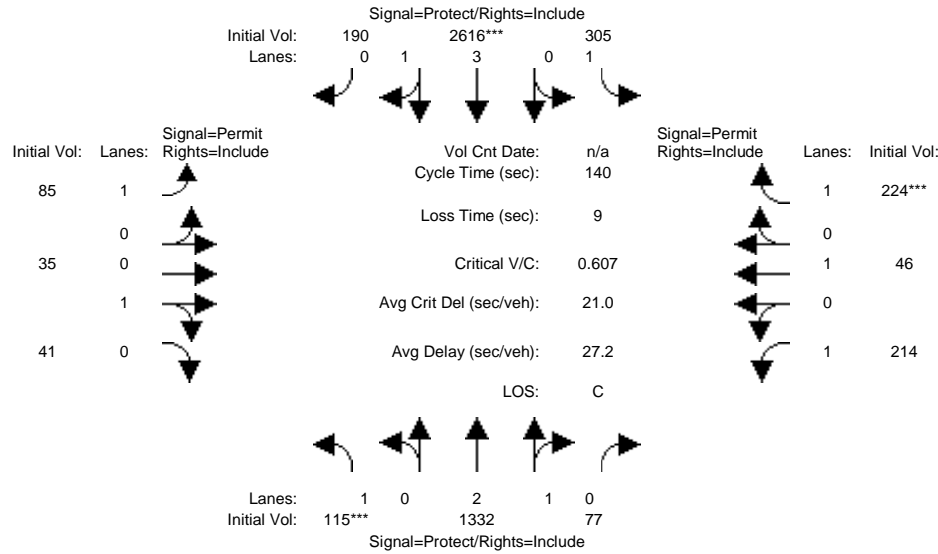 Signal=Protect/Rights=Include
Initial Vol: 190 2616*** 305
Lanes: 0 1 3 0 1
Signal=Permit Signal=Permit
Initial Vol: Lanes: Rights=Include Vol Cnt Date: n/a Rights=Include Lanes: Initial Vol:
Cycle Time (sec): 140
85 1 1 224***
Loss Time (sec): 9
0 0
35 0 Critical V/C: 0.607 1 46
1 Avg Crit Del (sec/veh): 21.0 0
41 0 Avg Delay (sec/veh): 27.2 1 214
LOS: C
Lanes: 1 0 2 1 0
Initial Vol: 115*** 1332 77
Signal=Protect/Rights=Include